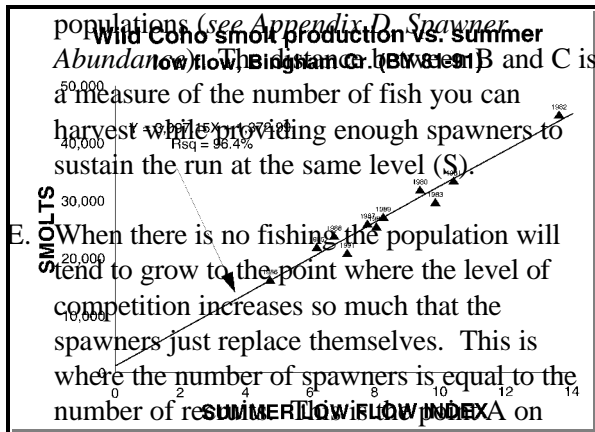 populations (see Appendix D, Spawner
Wild Coho smolt production vs. summer
Abundance). The distance between B and C is
low flow, Bingham Cr. (BY 81-91)
a measure of the number of fish you can
harvest while providing enough spawners to
sustain the run at the same level (S).
Rsq = 96.4%
E. When there is no fishing the population will
tend to grow to the point where the level of
competition increases so much that the
spawners just replace themselves. This is
where the number of spawners is equal to the
number of recruits. This is the point A on
SMOLTS
50,000
40,000
30,000
20,000
10,000
0
0 2 4 6 8 10 12 14
SUMMER LOW FLOW INDEX
1982
1980
1983